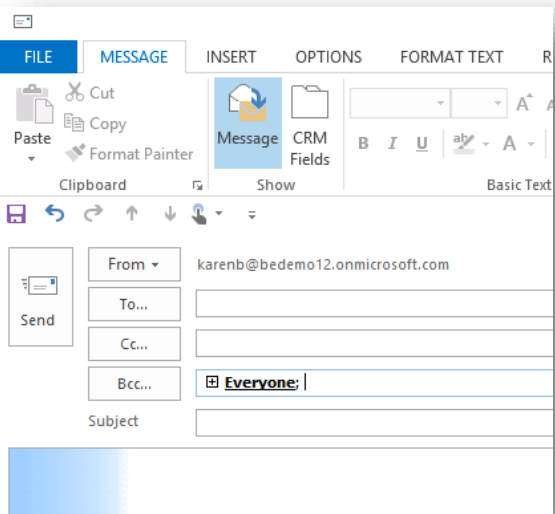 FILE MESSAGE INSERT OPTIONS FORMAT TEXT R
Cut
Copy
Format Painter
Paste
Message
CRM
Fields
A A
B I U aby A
Clipboard Show Basic Text
From
karenb@bedemo12.onmicrosoft.com
To...
Send
Cc...
Bcc...
Everyone;
Subject